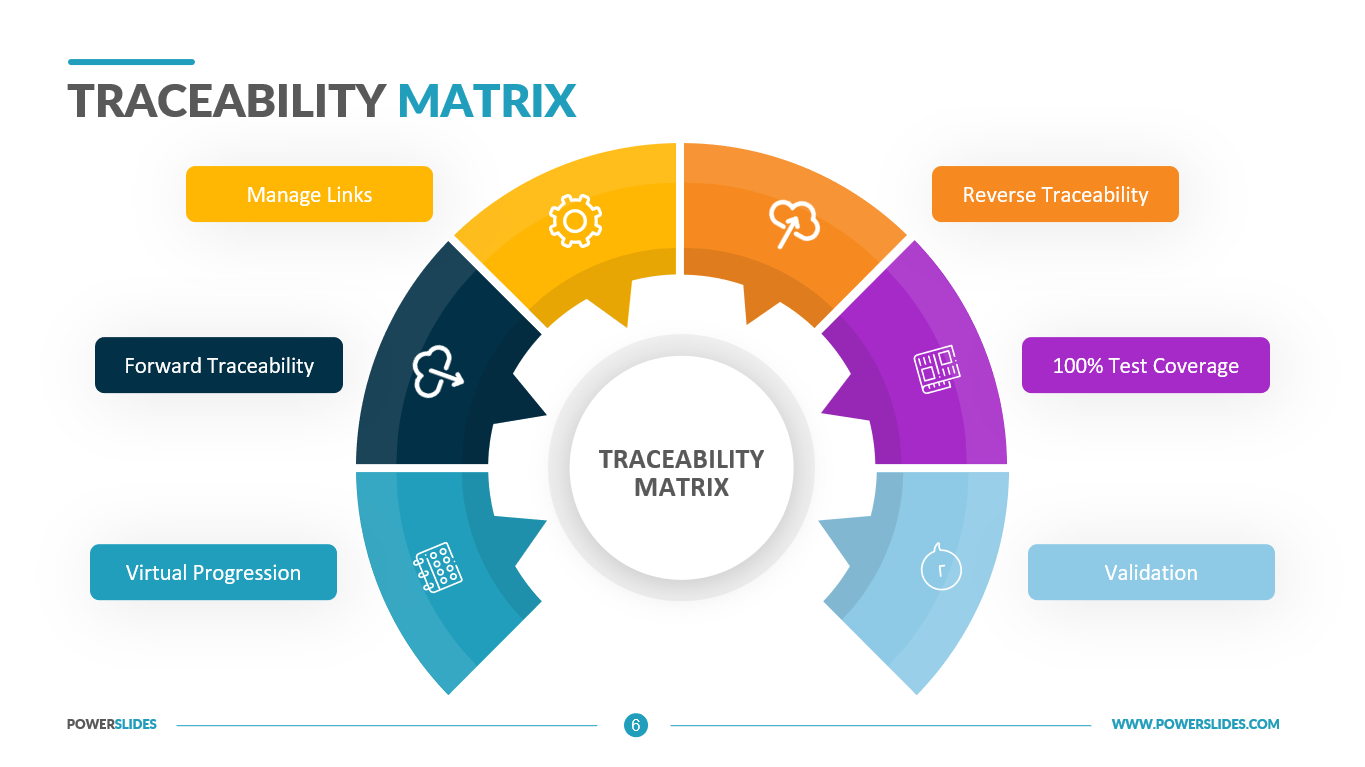 TRACEABILITY MATRIX
Manage Links
Reverse Traceability
Forward Traceability
100% Test Coverage
TRACEABILITY
MATRIX
Virtual Progression
Validation
r
POWERSLIDES
6
WWW.POWERSLIDES.COM